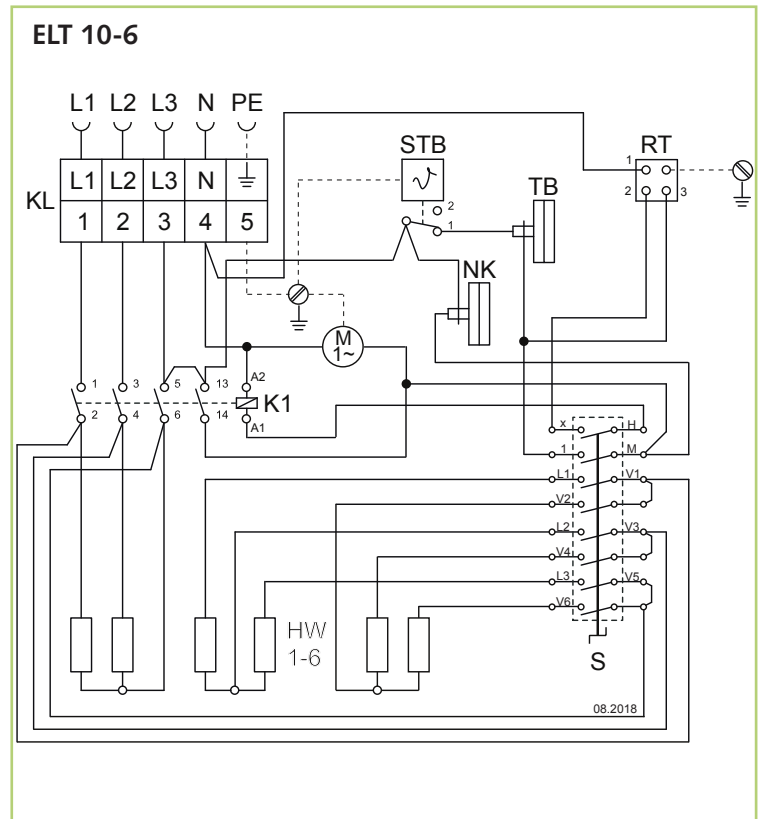 ELT 10-6
L1 L2 L3 N PE
STB
RT
KL
L1 L2 L3 N
1 2 3 4 5
2
1
TB
NK
1
2 3
M
1~
1 3 5 13 A2
K1
2 4 6 14 A1
x H
1 M
L1 V1
V2
L2 V3
V4
L3 V5
V6
HW
1-6
S
08.2018